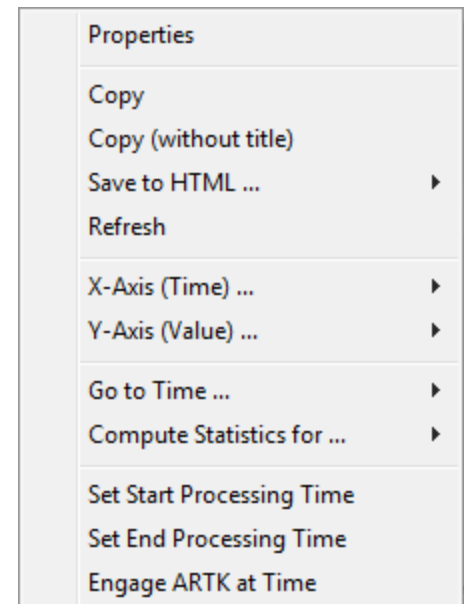 Properties
Copy
Copy (without title)
Save to HTML ...
Refresh
X-Axis (Time) ...
Y-Axis (Value) ...
Go to Time ...
Compute Statistics for ...
Set Start Processing Time
Set End Processing Time
Engage ARTK at Time